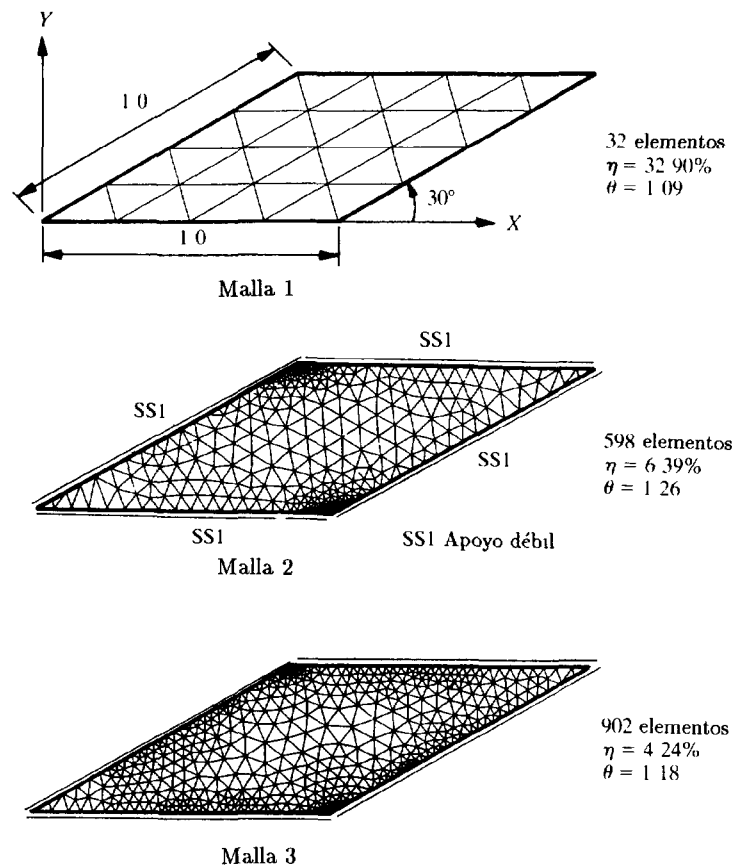 Y
1 0
32 elementos
η = 32 90%
θ = 1 09
30°
X
1 0
Malla 1
SS1
SS1
598 elementos
η = 6 39%
θ = 1 26
SS1
SS1
SS1 Apoyo débil
Malla 2
902 elementos
η = 4 24%
θ = 1 18
Malla 3